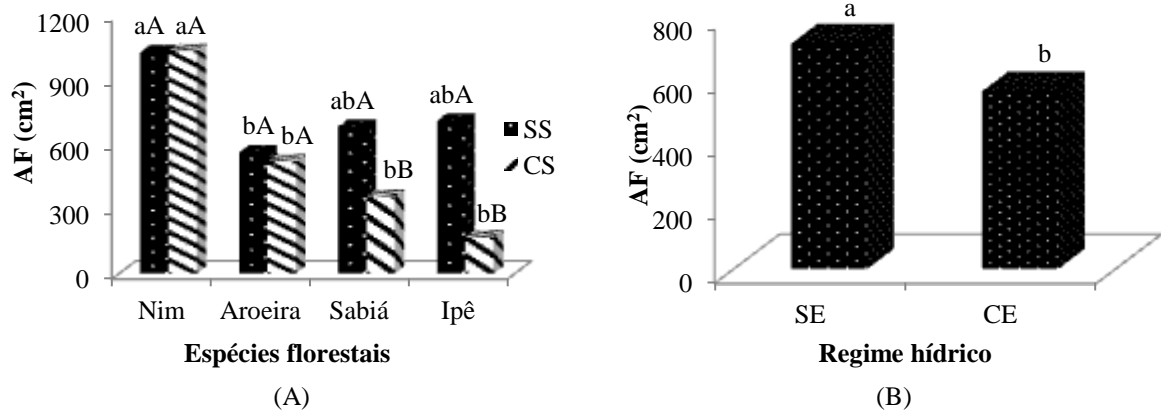 1200
900
600
300
0
AF (cm²)
aA aA
bA bA
abA bB
abA bB
SS
CS
Nim Aroeira Sabiá Ipê
Espécies florestais
(A)
800
600
400
200
0
AF (cm²)
a
b
SE CE
Regime hídrico
(B)